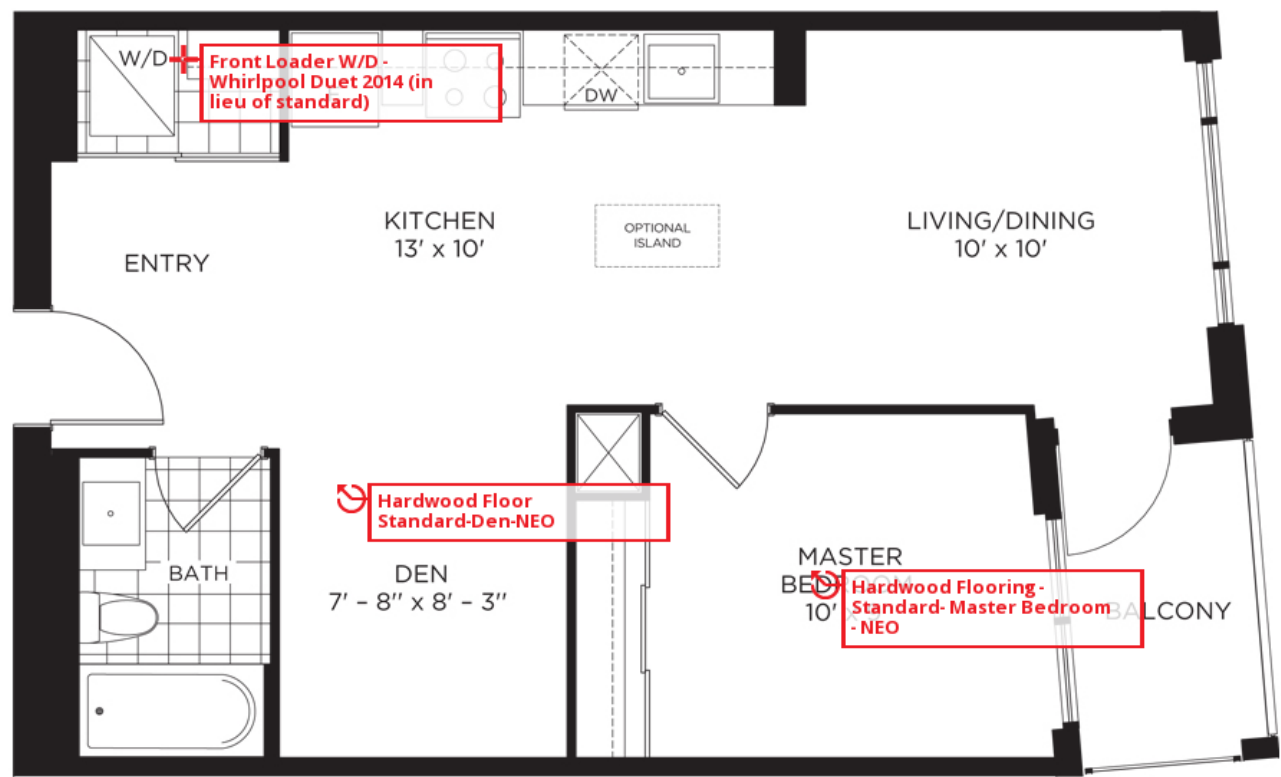 W/D
Front Loader W/D -
Whirlpool Duet 2014 (in
lieu of standard)
DW
KITCHEN
13' x 10'
OPTIONAL
ISLAND
LIVING/DINING
10' x 10'
ENTRY
Hardwood Floor
Standard-Den-NEO
BATH
DEN
7' – 8'' x 8' – 3''
MASTER
BEDROOM
10' x
Hardwood Flooring -
Standard- Master Bedroom
- NEO
BALCONY